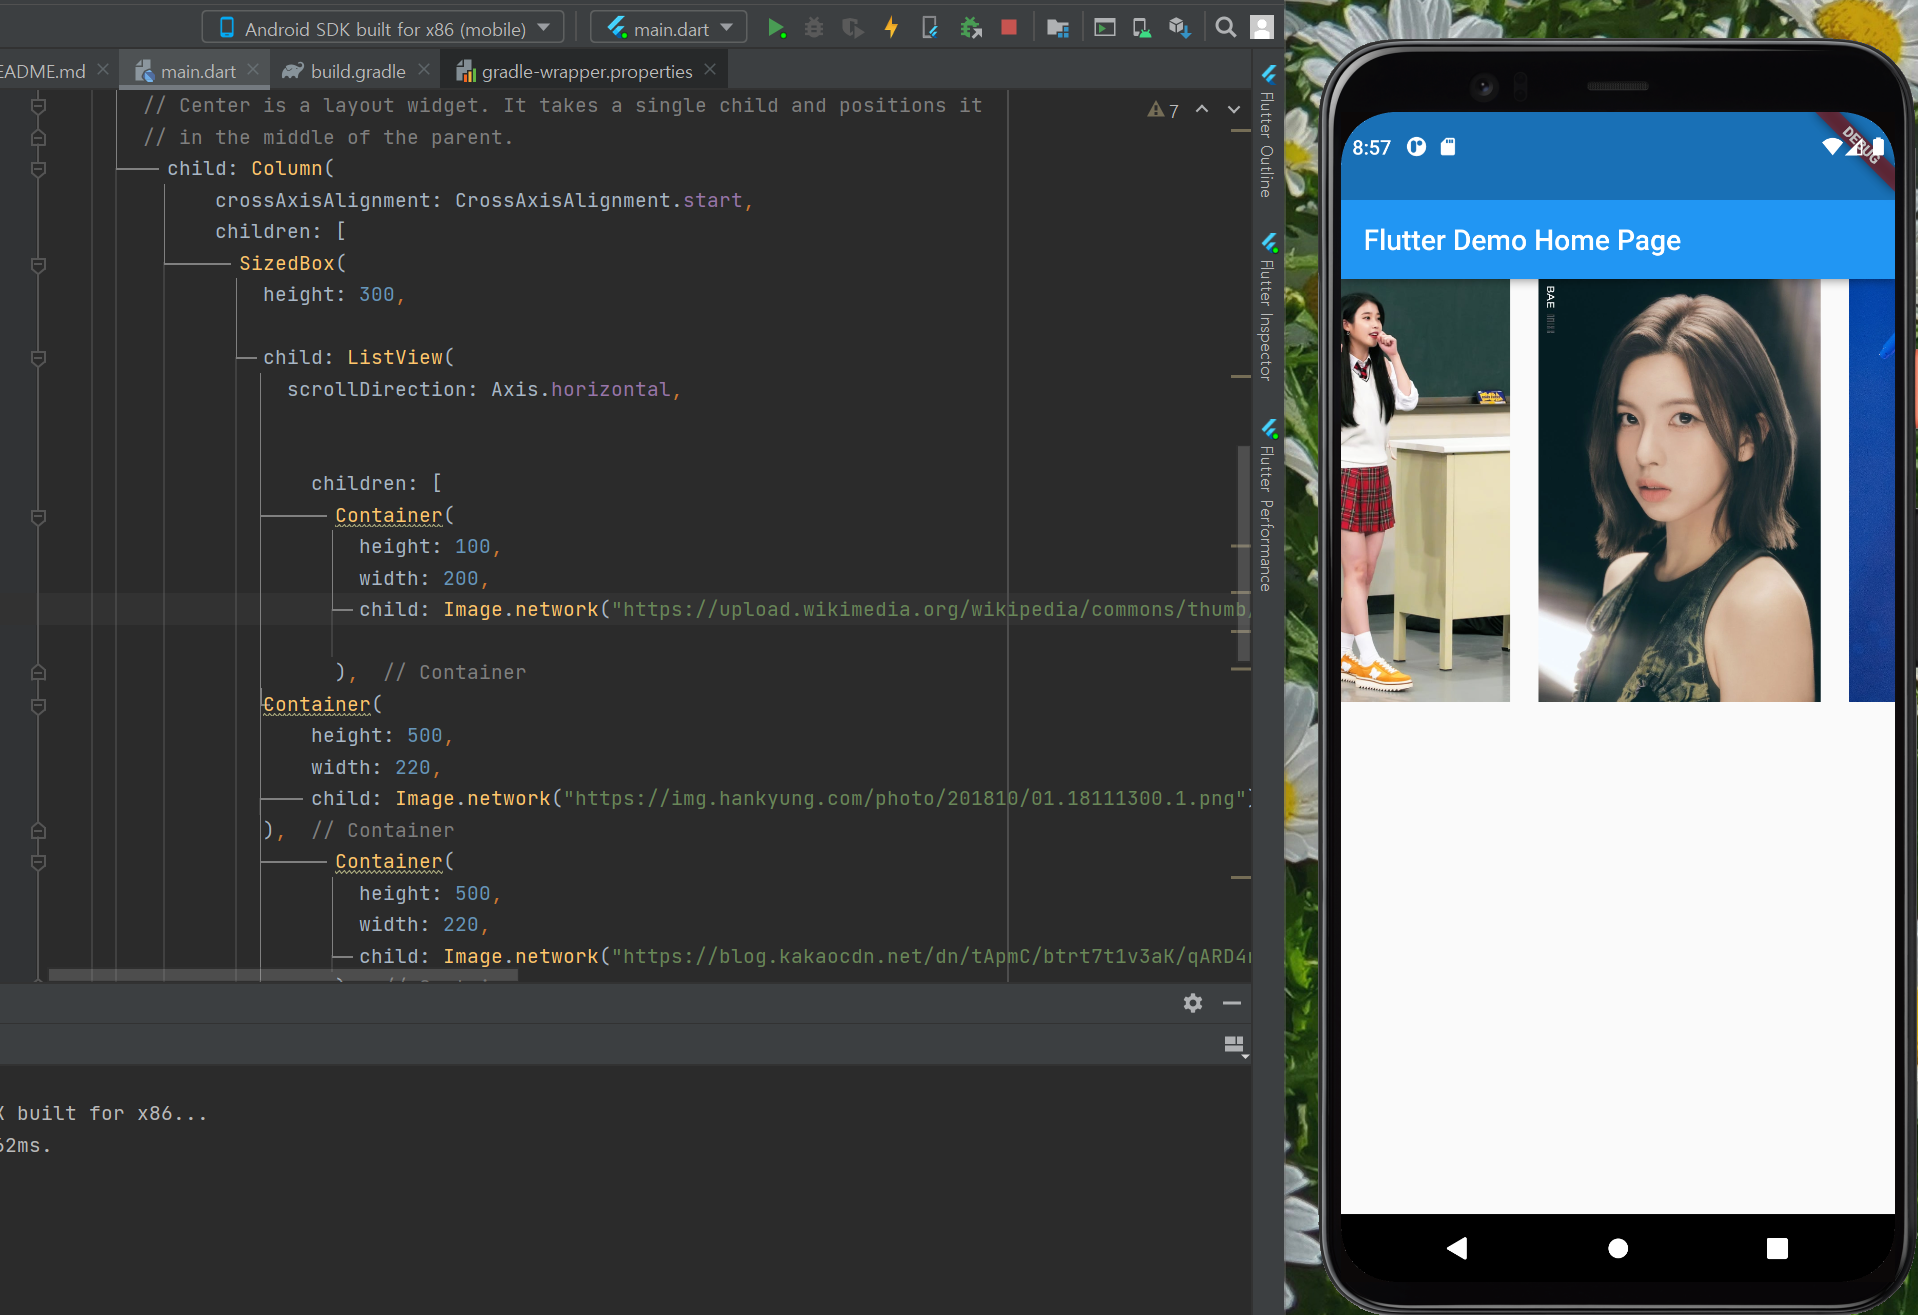 Android SDK built for x86 (mobile)
main.dart
EADME.md
main.dart
build.gradle
gradle-wrapper.properties
// Center is a layout widget. It takes a single child and positions it
// in the middle of the parent.
child: Column(
crossAxisAlignment: CrossAxisAlignment.start,
children: [
SizedBox(
height: 300,
child: ListView(
scrollDirection: Axis.horizontal,
children: [
Container(
height: 100,
width: 200,
child: Image.network("https://upload.wikimedia.org/wikipedia/commons/thumb/
), // Container
Container(
height: 500,
width: 220,
child: Image.network("https://img.hankyung.com/photo/201810/01.18111300.1.png")
), // Container
Container(
height: 500,
width: 220,
child: Image.network("https://blog.kakaocdn.net/dn/tApmC/btrt7t1v3aK/qARD4
7
Flutter Outline
Flutter Inspector
Flutter Performance
built for x86...
62ms.
8:57
DEBUG
Flutter Demo Home Page
BAE